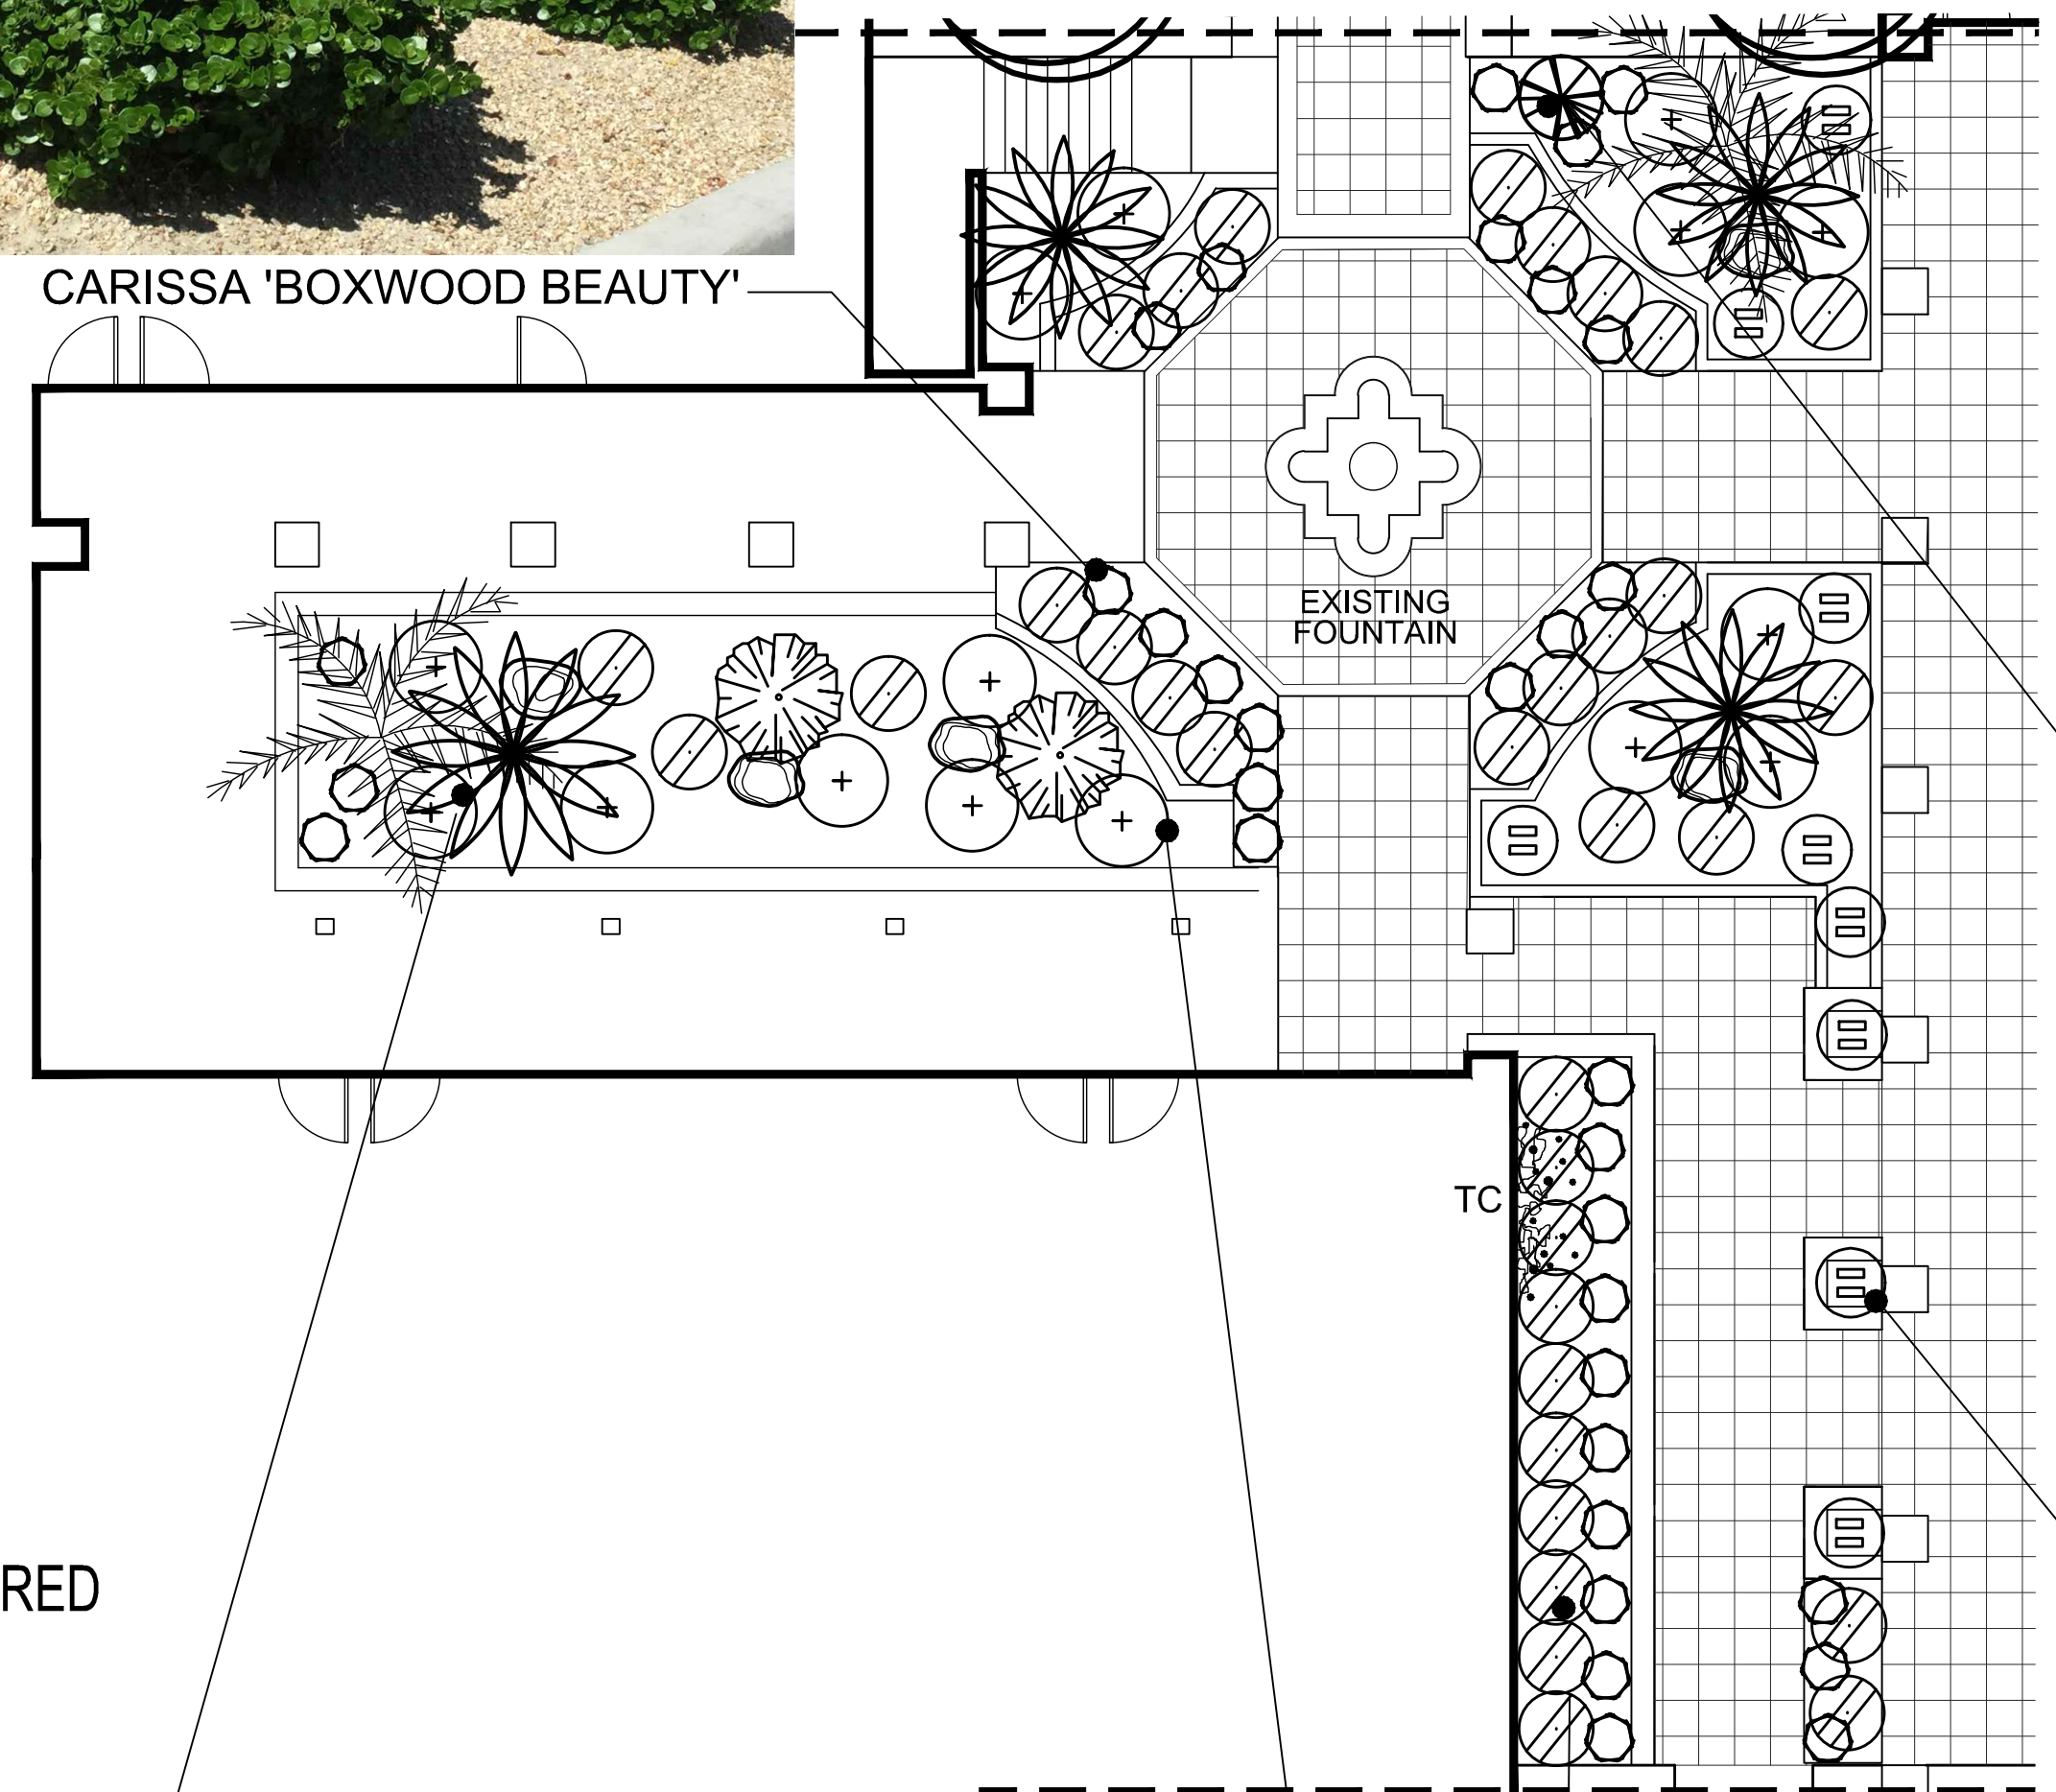 CARISSA 'BOXWOOD BEAUTY'
EXISTING
FOUNTAIN
TC
RED